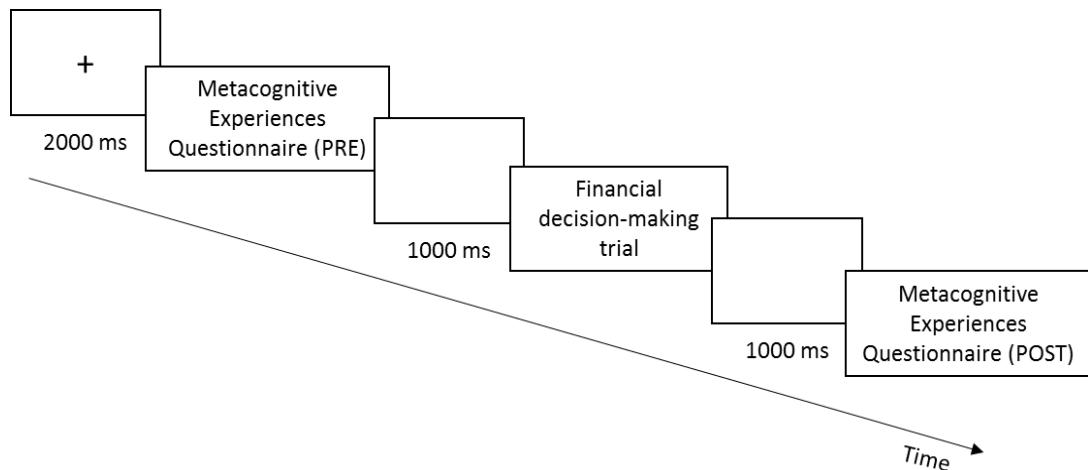 +
2000 ms
Metacognitive
Experiences
Questionnaire (PRE)
1000 ms
Financial
decision-making
trial
1000 ms
Metacognitive
Experiences
Questionnaire (POST)
Time